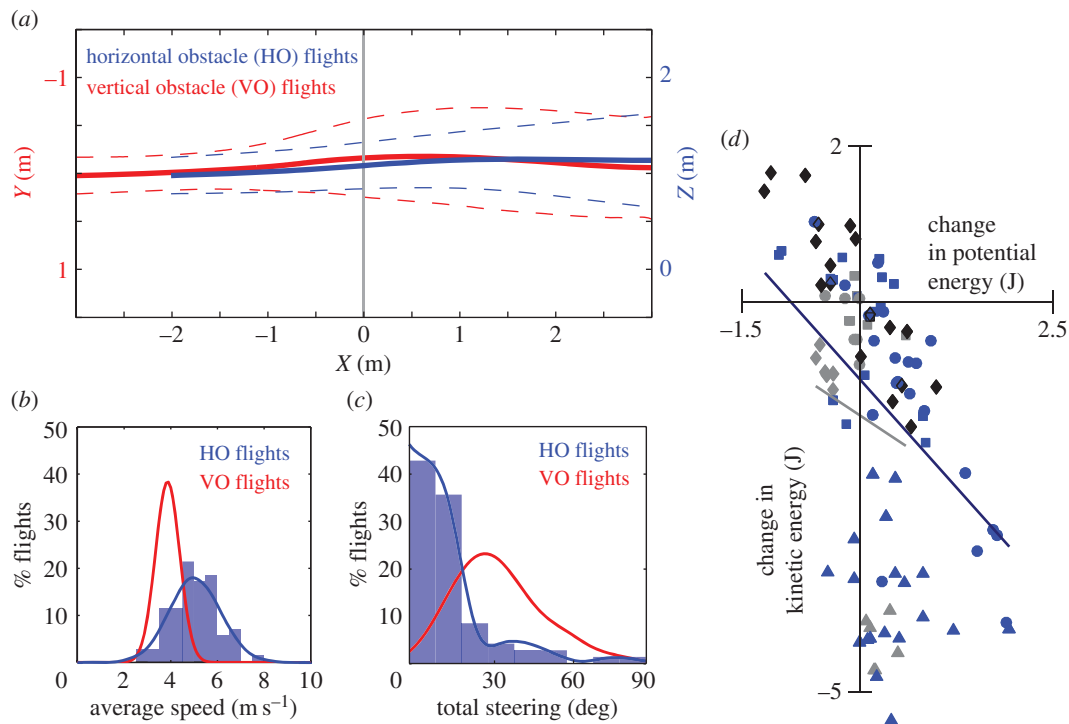 (a)
horizontal obstacle (HO) flights
vertical obstacle (VO) flights
–1
1
Y (m)
2
1
0
Z (m)
–2 –1 0 1 2
X (m)
(b)
HO flights
VO flights
50
40
30
20
10
0 2 4 6 8 10
% flights
average speed (m s–1)
(c)
HO flights
VO flights
50
40
30
20
10
0 30 60 90
% flights
total steering (deg)
(d)
2
change
in potential
energy (J)
–1.5 2.5
change in
kinetic energy (J)
–5